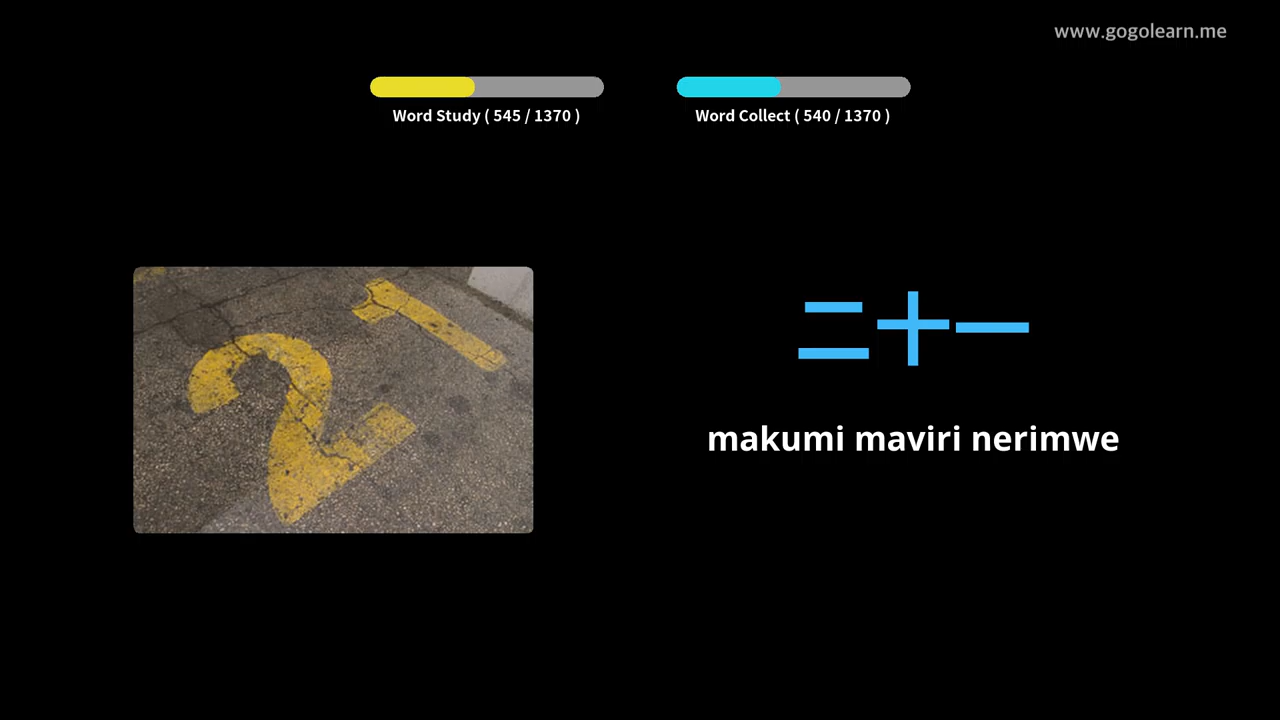 www.gogolearn.me
Word Study ( 545 / 1370 )
Word Collect ( 540 / 1370 )
21
二十一
makumi maviri nerimwe